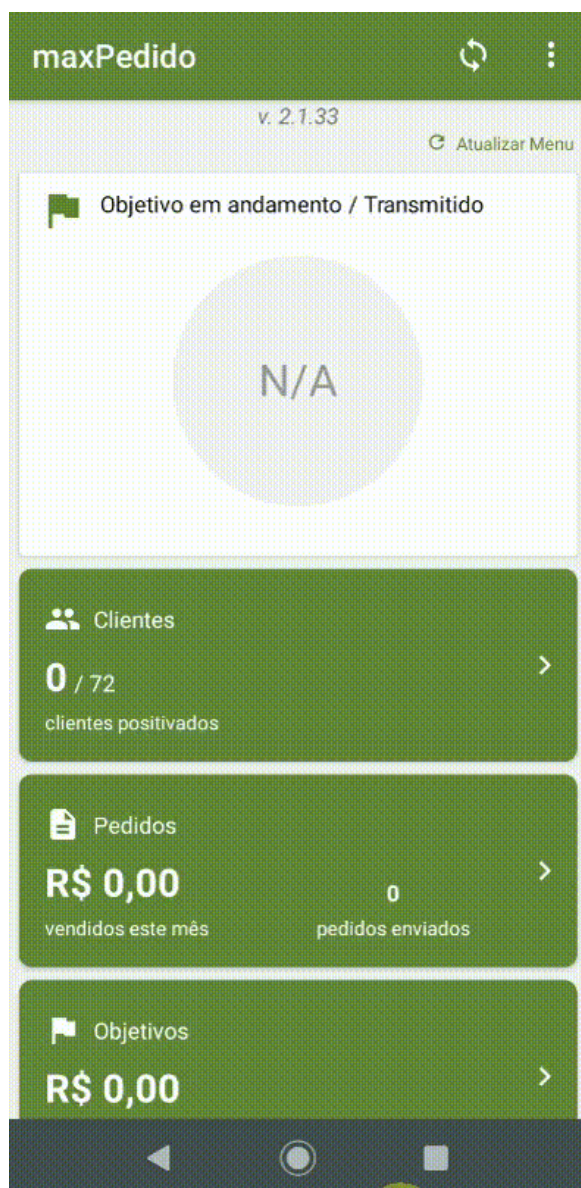 maxPedido
v. 2.1.33
Atualizar Menu
Objetivo em andamento / Transmitido
N/A
Clientes
0 / 72
clientes positivados
Pedidos
R$ 0,00
0
vendidos este mês
pedidos enviados
Objetivos
R$ 0,00